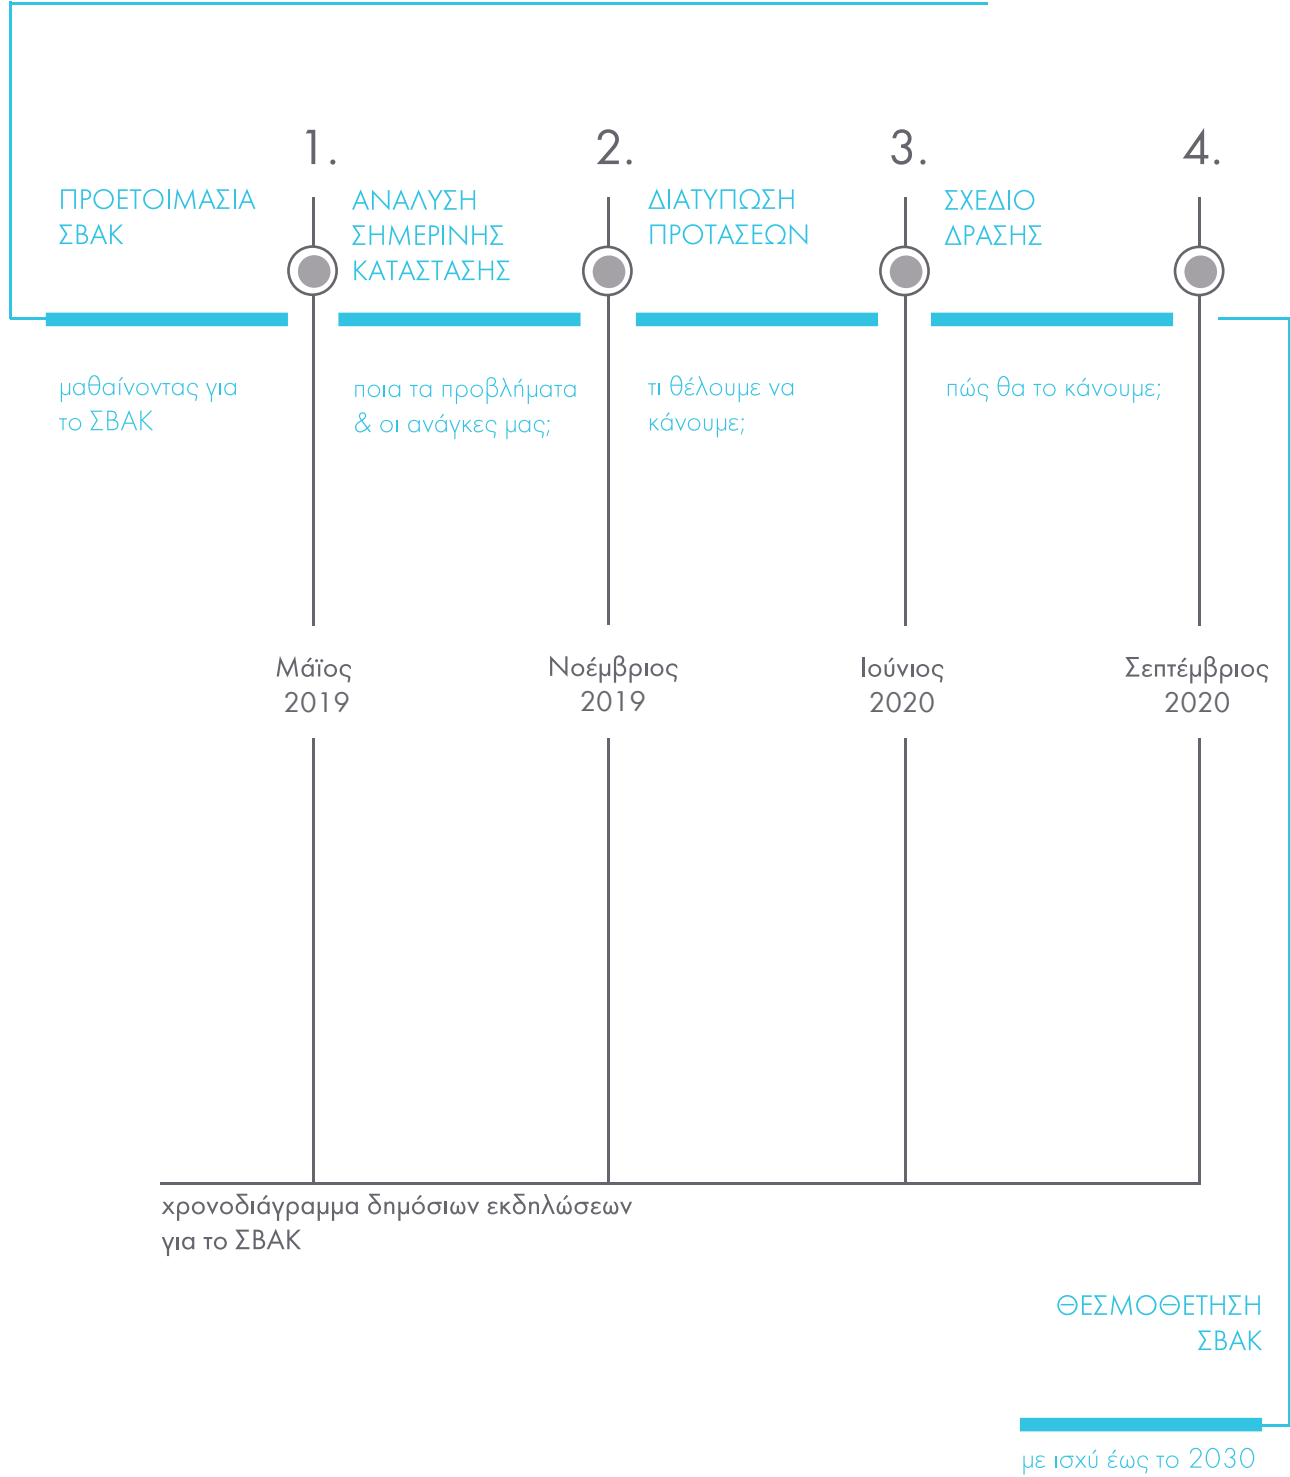 1.
2.
3.
4.
ΠΡΟΕΤΟΙΜΑΣΙΑ
ΣΒΑΚ
ΑΝΑΛΥΣΗ
ΣΗΜΕΡΙΝΗΣ
ΚΑΤΑΣΤΑΣΗΣ
ΔΙΑΤΥΠΩΣΗ
ΠΡΟΤΑΣΕΩΝ
ΣΧΕΔΙΟ
ΔΡΑΣΗΣ
μαθαίνοντας για
το ΣΒΑΚ
ποια τα προβλήματα
& οι ανάγκες μας;
τι θέλουμε να
κάνουμε;
πώς θα το κάνουμε;
Μάϊος
2019
Νοέμβριος
2019
Ιούνιος
2020
Σεπτέμβριος
2020
χρονοδιάγραμμα δημόσιων εκδηλώσεων
για το ΣΒΑΚ
ΘΕΣΜΟΘΕΤΗΣΗ
ΣΒΑΚ
με ισχύ έως το 2030